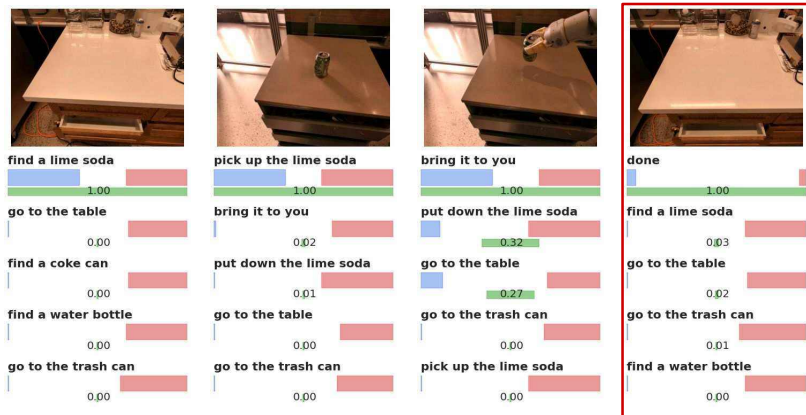 find a lime soda
1.00
go to the table
0.00
find a coke can
0.00
find a water bottle
0.00
go to the trash can
0.00
pick up the lime soda
1.00
bring it to you
0.02
put down the lime soda
0.01
go to the table
0.00
go to the trash can
0.00
bring it to you
1.00
put down the lime soda
0.32
go to the table
0.27
go to the trash can
0.00
pick up the lime soda
0.00
done
1.00
find a lime soda
0.03
go to the table
0.02
go to the trash can
0.01
find a water bottle
0.00